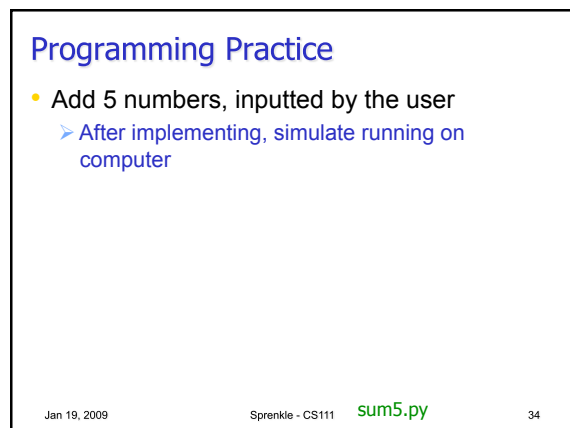 Programming Practice
• Add 5 numbers, inputted by the user
➢ After implementing, simulate running on
computer
Jan 19, 2009 Sprenkle - CS111 sum5.py 34